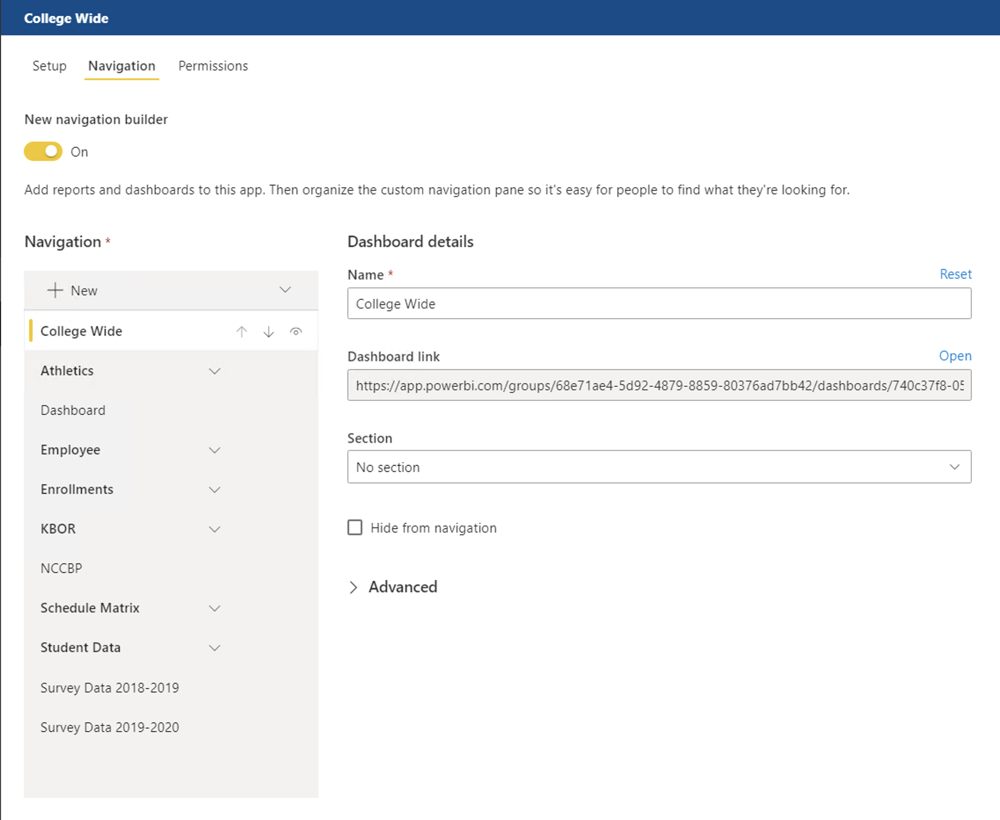 College Wide
Setup Navigation Permissions
New navigation builder
On
Add reports and dashboards to this app. Then organize the custom navigation pane so it's easy for people to find what they're looking for.
Navigation *
New
College Wide
Athletics
Dashboard
Employee
Enrollments
KBOR
NCCBP
Schedule Matrix
Student Data
Survey Data 2018-2019
Survey Data 2019-2020
Dashboard details
Name * Reset
College Wide
Dashboard link Open
https://app.powerbi.com/groups/68e71ae4-5d92-4879-8859-80376ad7bb42/dashboards/740c37f8-05
Section
No section
Hide from navigation
Advanced